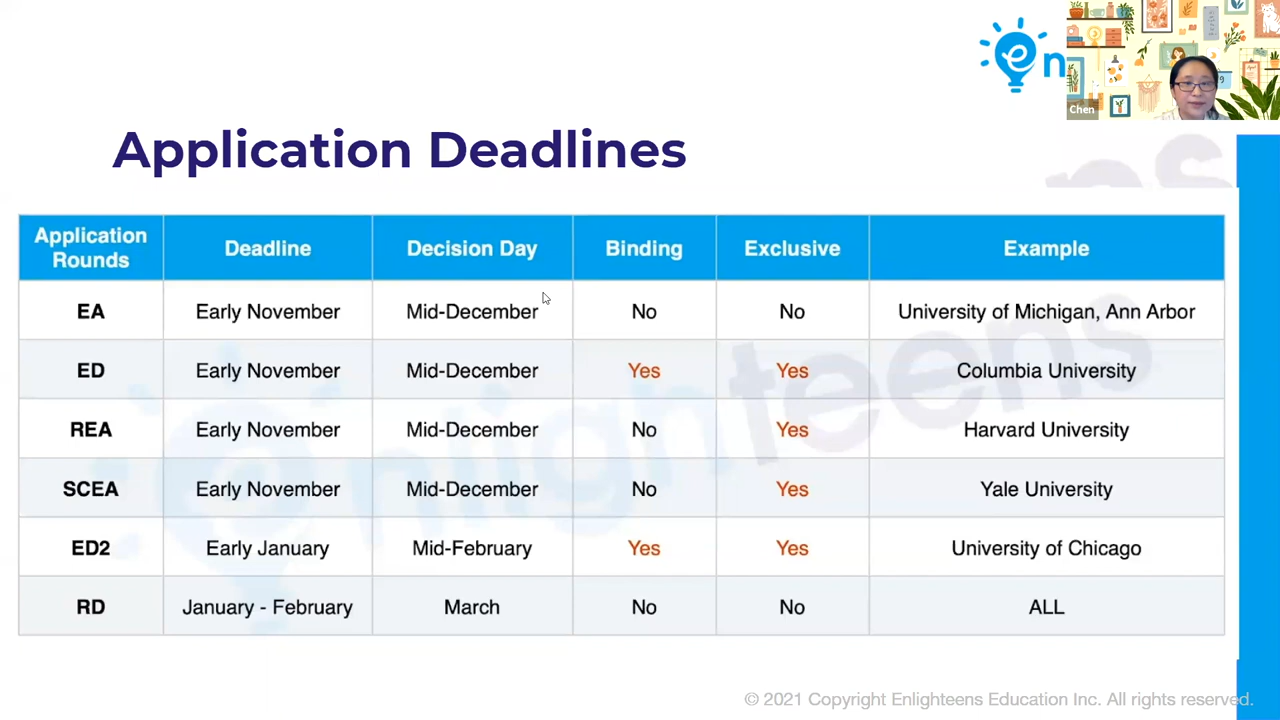 en
Chen
Application Deadlines
Application Rounds Deadline Decision Day Binding Exclusive Example
EA Early November Mid-December No No University of Michigan, Ann Arbor
ED Early November Mid-December Yes Yes Columbia University
REA Early November Mid-December No Yes Harvard University
SCEA Early November Mid-December No Yes Yale University
ED2 Early January Mid-February Yes Yes University of Chicago
RD January - February March No No ALL
enlighteens
© 2021 Copyright Enlighteens Education Inc. All rights reserved.